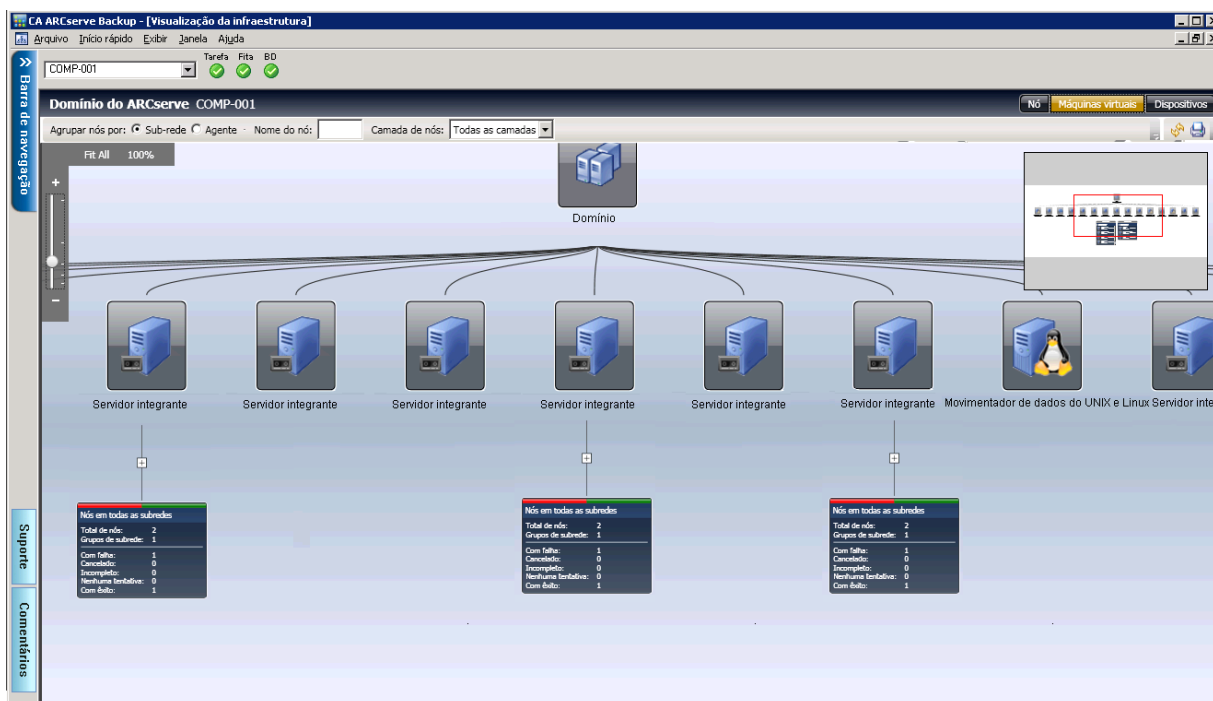 CA ARCserve Backup - [Visualização da infraestrutura]
Arquivo Início rápido Exibir Janela Ajuda
Tarefa Fita BD
COMP-001
Domínio do ARCserve COMP-001
Nó Máquinas virtuais Dispositivos
Agrupar nós por: Sub-rede Agente - Nome do nó: Camada de nós: Todas as camadas
Fit All 100%
Barra de navegação
Domínio
Servidor integrante Servidor integrante Servidor integrante Servidor integrante Servidor integrante Servidor integrante Movimentador de dados do UNIX e Linux Servidor inte
Nós em todas as subredes
Total de nós: 2
Grupos de subrede: 1
Com falha: 1
Cancelado: 0
Incompleto: 0
Nenhuma tentativa: 0
Com êxito: 1
Nós em todas as subredes
Total de nós: 2
Grupos de subrede: 1
Com falha: 1
Cancelado: 0
Incompleto: 0
Nenhuma tentativa: 0
Com êxito: 1
Nós em todas as subredes
Total de nós: 2
Grupos de subrede: 1
Com falha: 1
Cancelado: 0
Incompleto: 0
Nenhuma tentativa: 0
Com êxito: 1
Suporte
Comentários